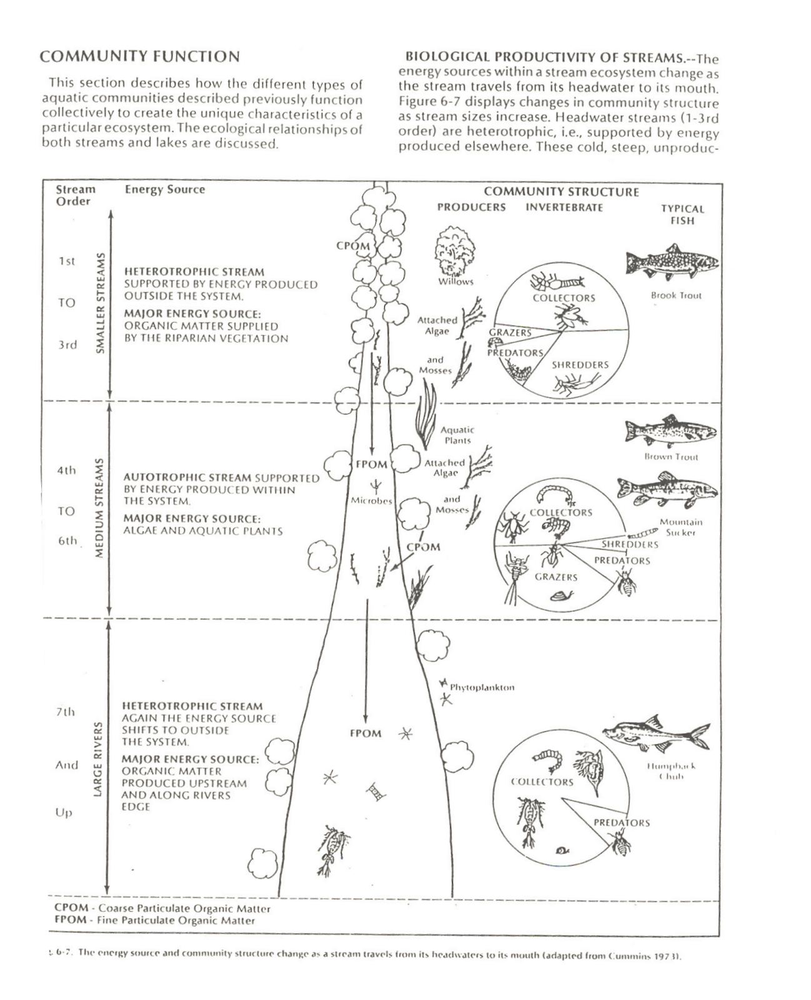 COMMUNITY FUNCTION
This section describes how the different types of
aquatic communities described previously function
collectively to create the unique characteristics of a
particular ecosystem. The ecological relationships of
both streams and lakes are discussed.
BIOLOGICAL PRODUCTIVITY OF STREAMS.--The
energy sources within a stream ecosystem change as
the stream travels from its headwater to its mouth.
Figure 6-7 displays changes in community structure
as stream sizes increase. Headwater streams (1-3rd
order) are heterotrophic, i.e., supported by energy
produced elsewhere. These cold, steep, unproduc-
Stream
Order
Energy Source
COMMUNITY STRUCTURE
PRODUCERS
INVERTEBRATE
TYPICAL
FISH
1st
TO
3rd
SMALLER STREAMS
HETEROTROPHIC STREAM
SUPPORTED BY ENERGY PRODUCED
OUTSIDE THE SYSTEM.
MAJOR ENERGY SOURCE:
ORGANIC MATTER SUPPLIED
BY THE RIPARIAN VEGETATION
CPOM
Willows
Attached
Algae
and
Mosses
COLLECTORS
GRAZERS
PREDATORS
SHREDDERS
Brook Trout
4th
TO
6th
MEDIUM STREAMS
AUTOTROPHIC STREAM SUPPORTED
BY ENERGY PRODUCED WITHIN
THE SYSTEM.
MAJOR ENERGY SOURCE:
ALGAE AND AQUATIC PLANTS
FPOM
Microbes
CPOM
Aquatic
Plants
Attached
Algae
and
Mosses
COLLECTORS
SHREDDERS
PREDATORS
GRAZERS
Brown Trout
Mountain
Sucker
7th
And
Up
LARGE RIVERS
HETEROTROPHIC STREAM
AGAIN THE ENERGY SOURCE
SHIFTS TO OUTSIDE
THE SYSTEM.
MAJOR ENERGY SOURCE:
ORGANIC MATTER
PRODUCED UPSTREAM
AND ALONG RIVERS
EDGE
FPOM
Phytoplankton
COLLECTORS
PREDATORS
Humpback
Chub
CPOM - Coarse Particulate Organic Matter
FPOM - Fine Particulate Organic Matter
6-7. The energy source and community structure change as a stream travels from its headwaters to its mouth (adapted from Cummins 1973).